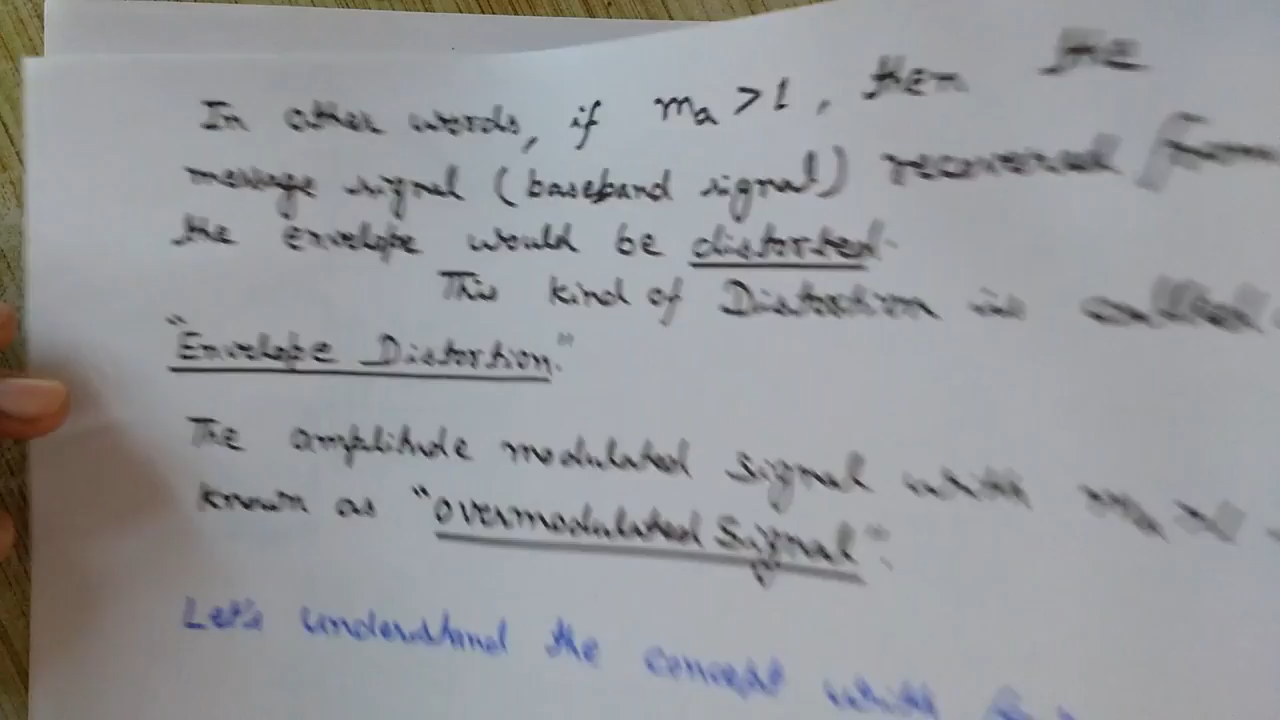 In other words, if ma > 1, then the
message signal (baseband signal) recovered from
the envelope would be distorted.
This kind of Distortion is called
"Envelope Distortion."
The amplitude modulated signal with ma >
known as "overmodulated Signal".
Let's understand the concept with